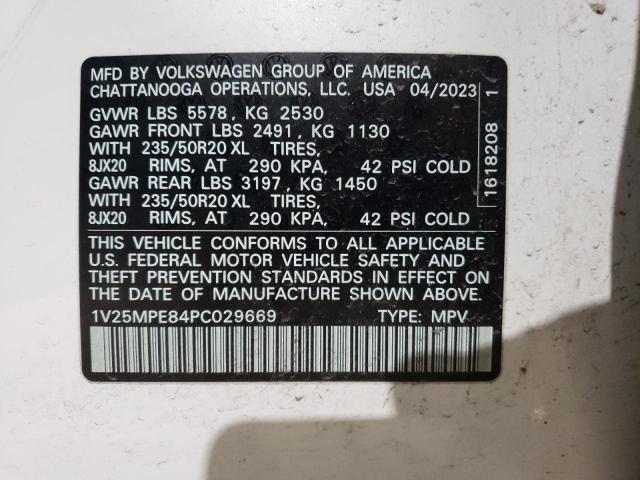 MFD BY VOLKSWAGEN GROUP OF AMERICA
CHATTANOOGA OPERATIONS, LLC. USA 04/2023
GVWR LBS 5578, KG 2530
GAWR FRONT LBS 2491, KG 1130
WITH 235/50R20 XL TIRES,
8JX20 RIMS, AT 290 KPA, 42 PSI COLD
GAWR REAR LBS 3197, KG 1450
WITH 235/50R20 XL TIRES,
8JX20 RIMS, AT 290 KPA, 42 PSI COLD
THIS VEHICLE CONFORMS TO ALL APPLICABLE
U.S. FEDERAL MOTOR VEHICLE SAFETY AND
THEFT PREVENTION STANDARDS IN EFFECT ON
THE DATE OF MANUFACTURE SHOWN ABOVE.
1V25MPE84PC029669 TYPE: MPV
1618208 1